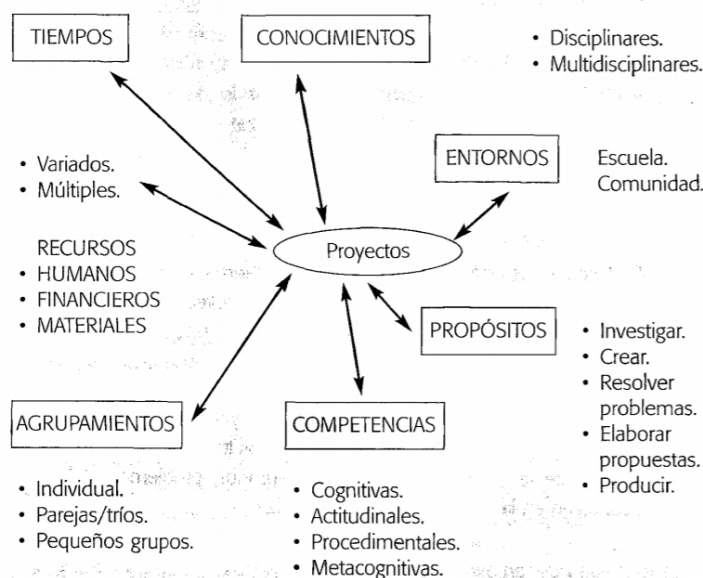 TIEMPOS
CONOCIMIENTOS
• Disciplinares.
• Multidisciplinares.
ENTORNOS
Escuela.
Comunidad.
• Variados.
• Múltiples.
RECURSOS
• HUMANOS
• FINANCIEROS
• MATERIALES
Proyectos
PROPÓSITOS
• Investigar.
• Crear.
• Resolver
problemas.
• Elaborar
propuestas.
• Producir.
AGRUPAMIENTOS
• Individual.
• Parejas/tríos.
• Pequeños grupos.
COMPETENCIAS
• Cognitivas.
• Actitudinales.
• Procedimentales.
• Metacognitivas.